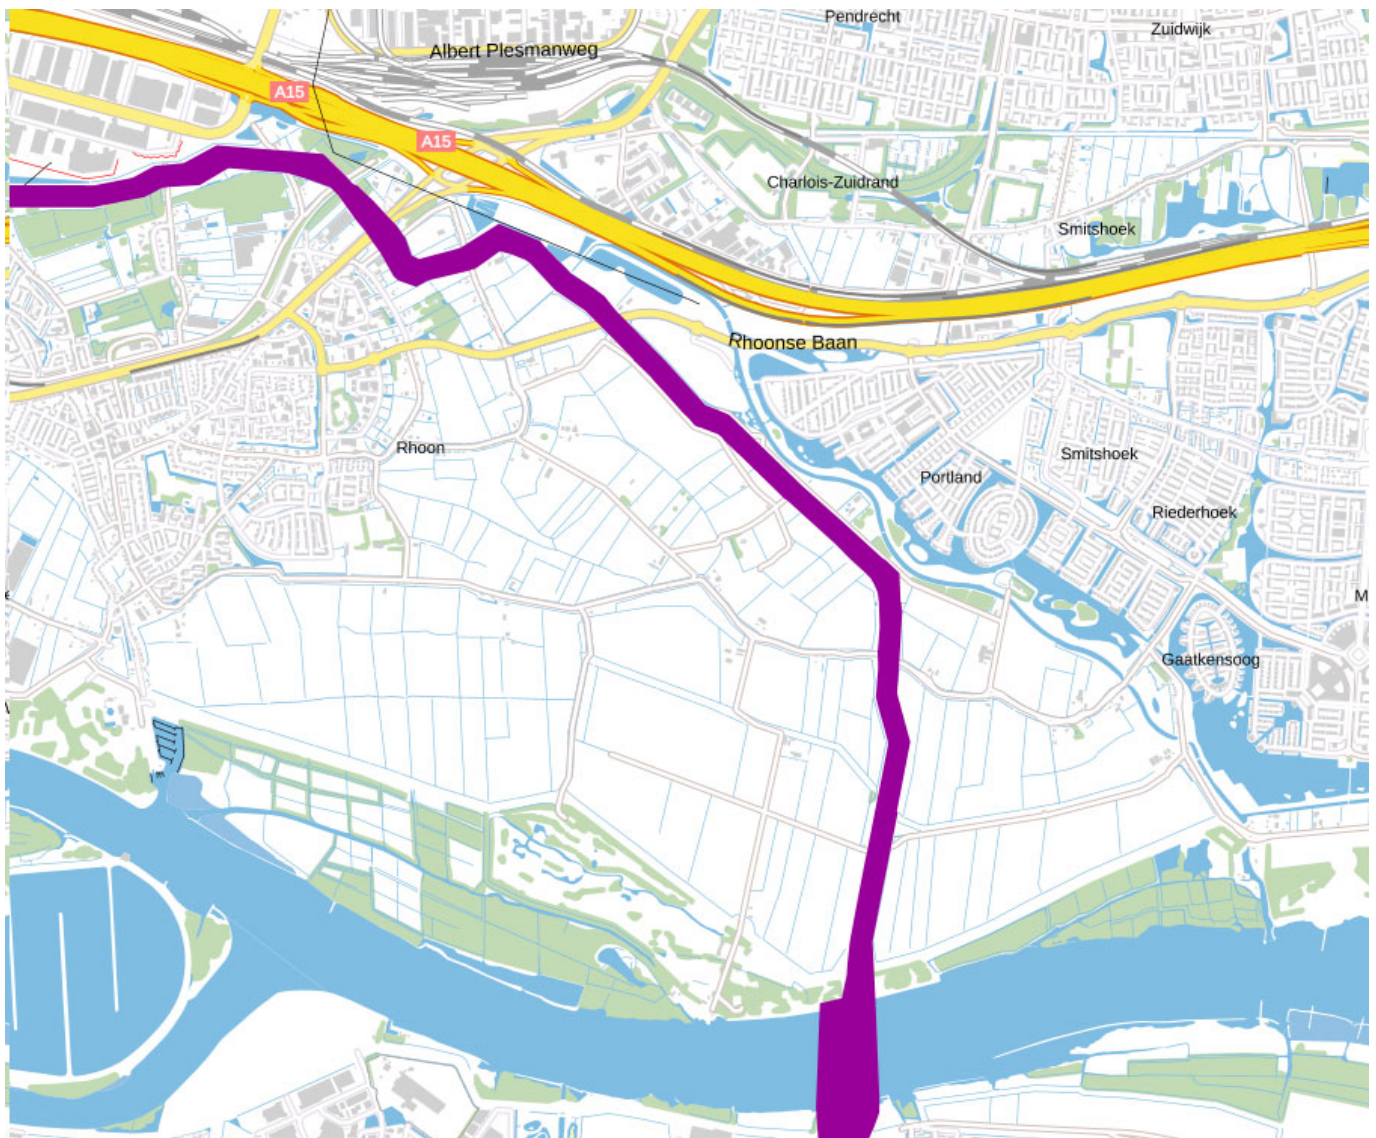 Pendrecht
Zuidwijk
Albert Plesmanweg
A15
A15
Charlois-Zuidrand
Smitshoek
Rhoonse Baan
Rhoon
Smitshoek
Portland
Riederhoek
M
Gaatkensoog